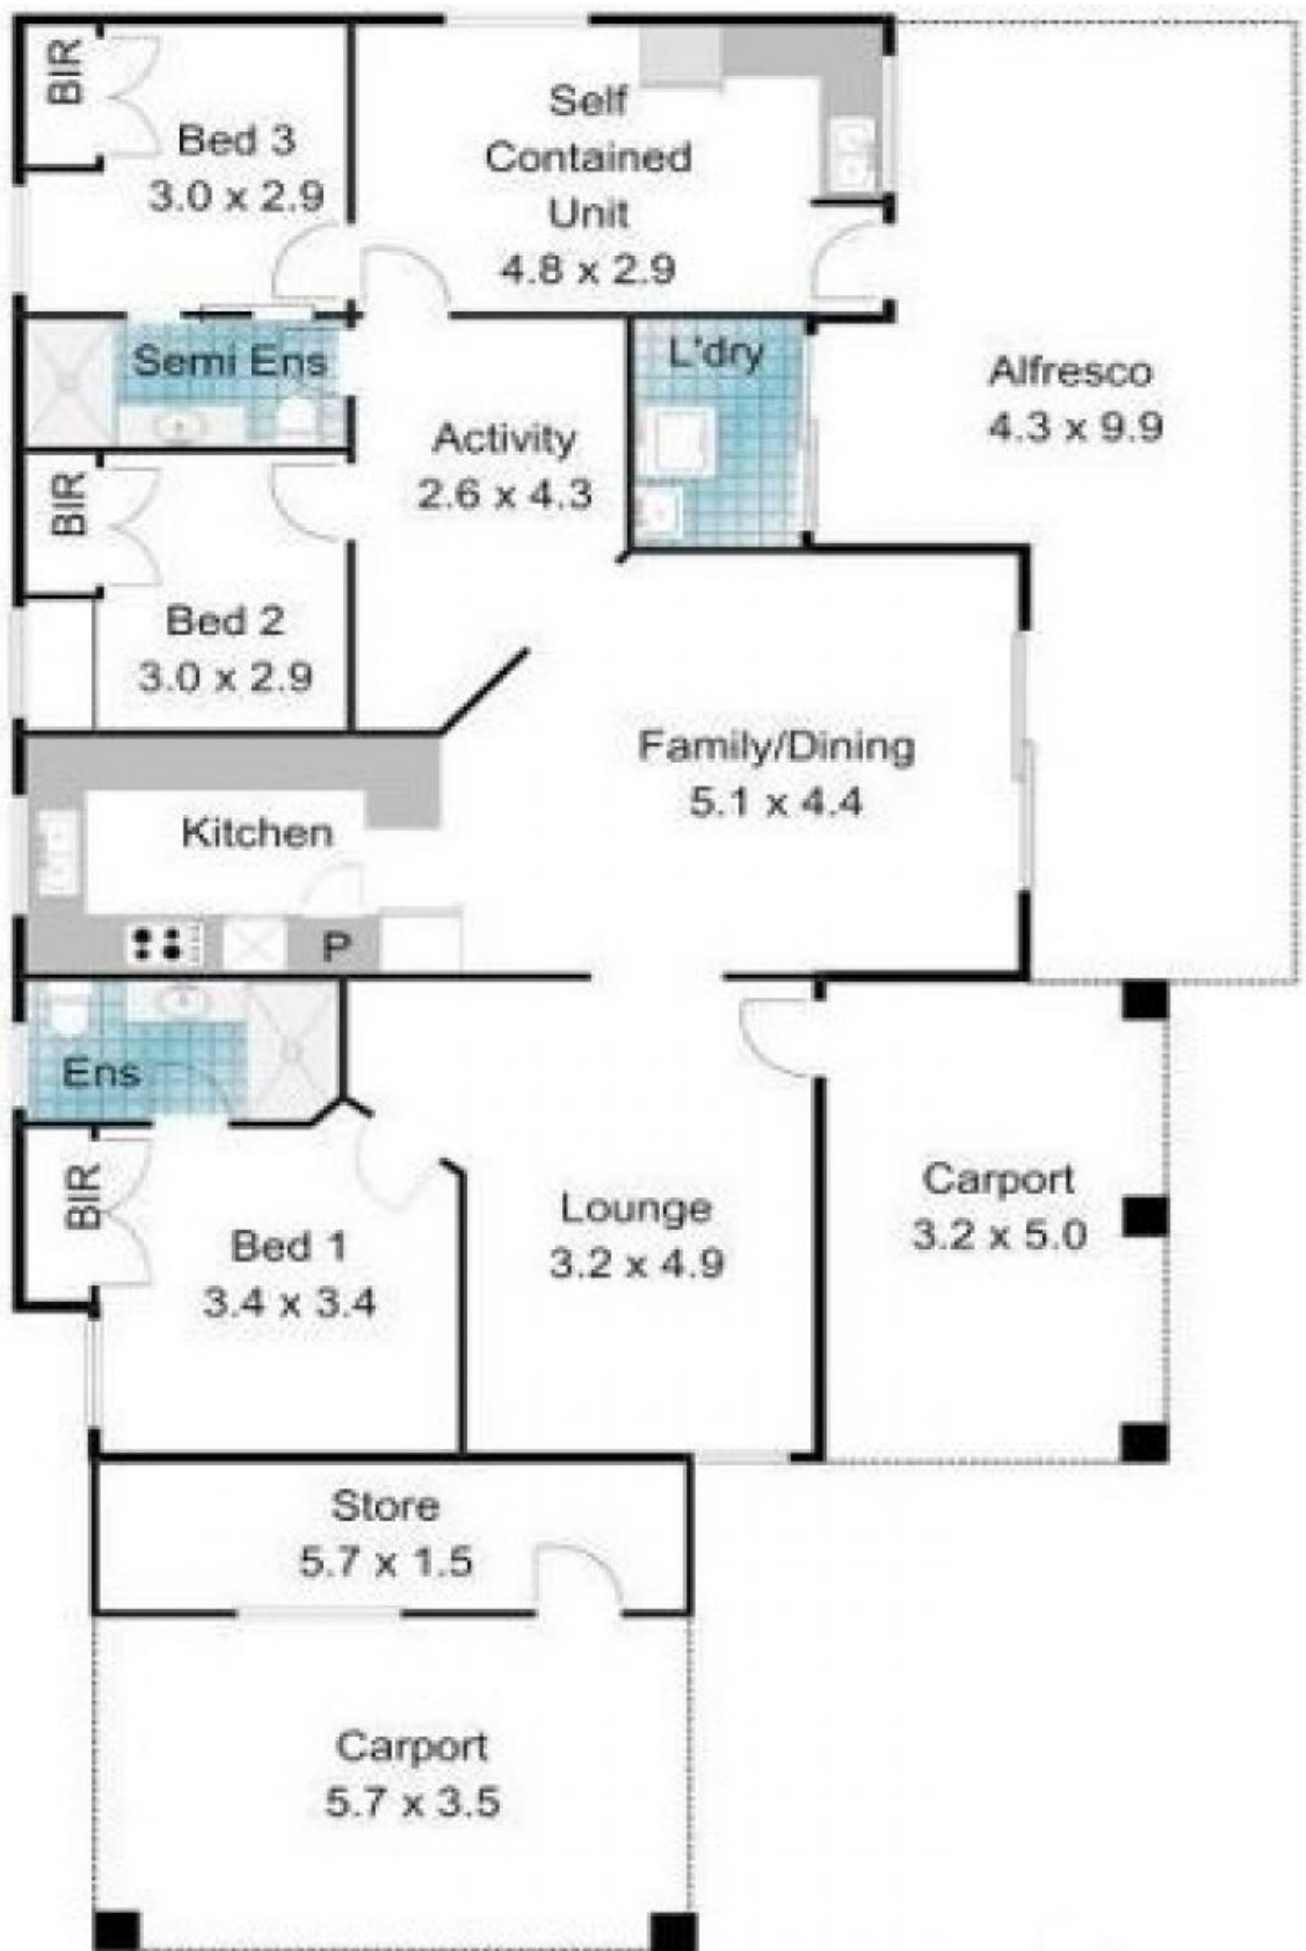 BIR
Bed 3
3.0 x 2.9
Self
Contained
Unit
4.8 x 2.9
Semi Ens
L'dry
Alfresco
4.3 x 9.9
Activity
2.6 x 4.3
BIR
Bed 2
3.0 x 2.9
Family/Dining
5.1 x 4.4
Kitchen
P
Ens
BIR
Bed 1
3.4 x 3.4
Lounge
3.2 x 4.9
Carport
3.2 x 5.0
Store
5.7 x 1.5
Carport
5.7 x 3.5